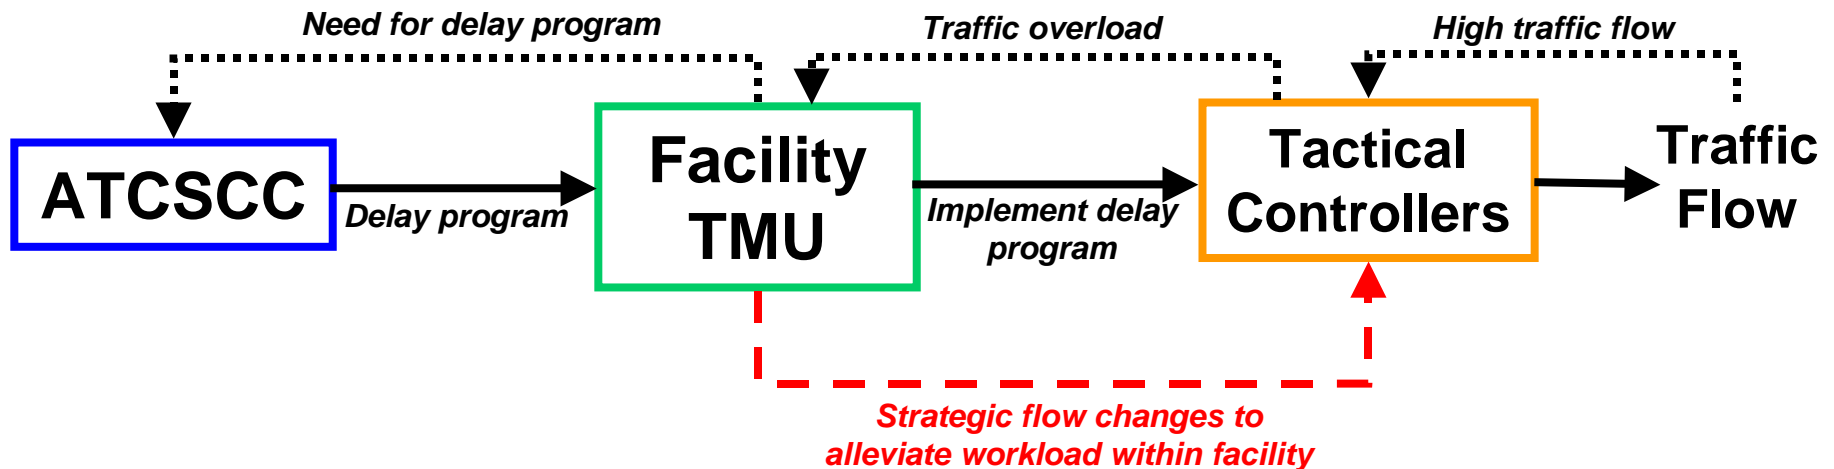 Need for delay program
Traffic overload
High traffic flow
ATCSCC
Delay program
Facility
TMU
Implement delay
program
Tactical
Controllers
Traffic
Flow
Strategic flow changes to
alleviate workload within facility